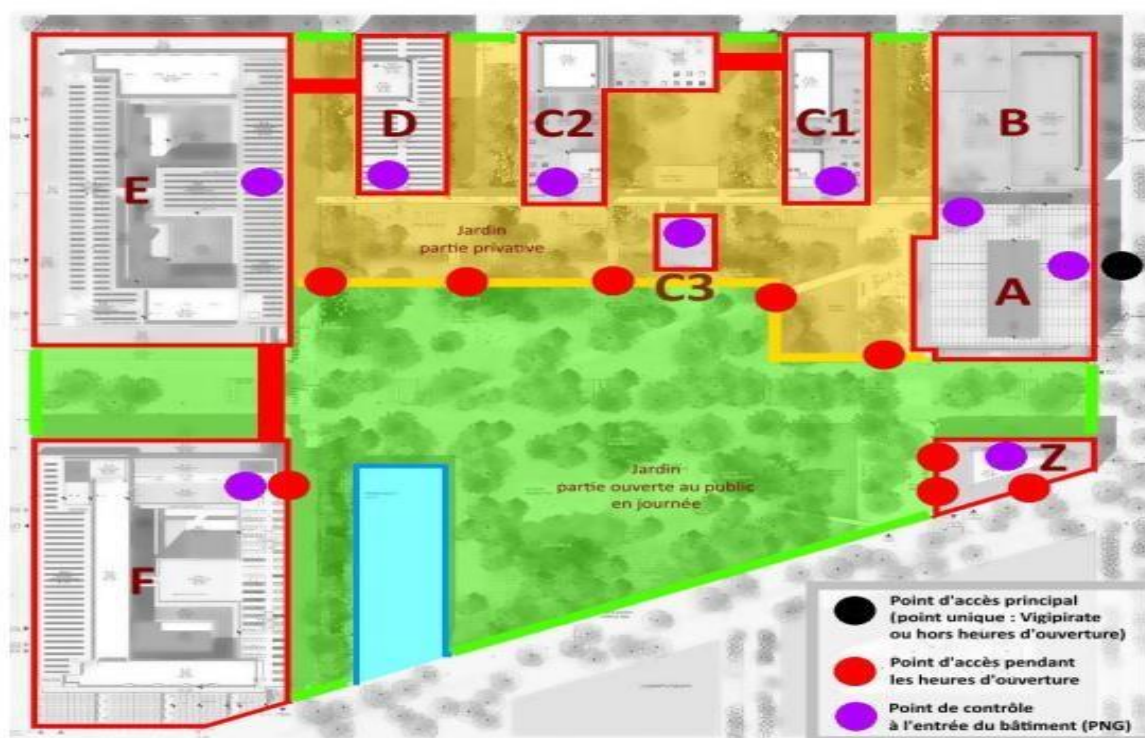 D
C2
C1
B
E
Jardin
partie privative
C3
A
Jardin
partie ouverte au public
en journée
Z
F
Point d'accès principal
(point unique : Vigipirate
ou hors heures d'ouverture)
Point d'accès pendant
les heures d'ouverture
Point de contrôle
à l'entrée du bâtiment (PNG)